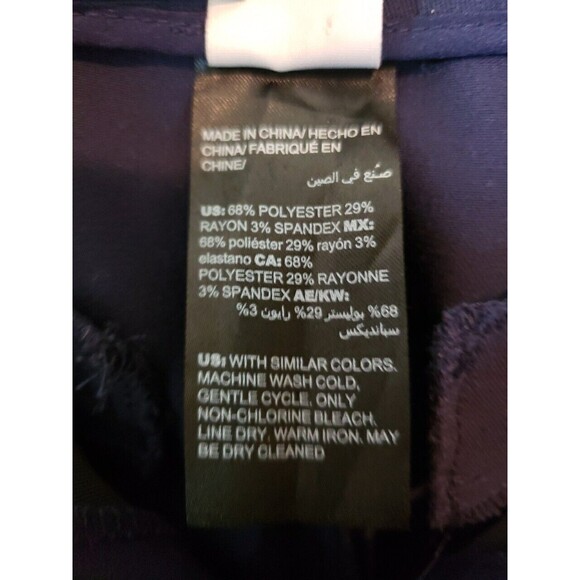 MADE IN CHINA/ HECHO EN
CHINA/ FABRIQUÉ EN
CHINE/
صنع في الصين
US: 68% POLYESTER 29%
RAYON 3% SPANDEX MX:
68% poliéster 29% rayón 3%
elastano CA: 68%
POLYESTER 29% RAYONNE
3% SPANDEX AE/KW:
68% بوليستر 29% رايون 3%
سبانديكس
US: WITH SIMILAR COLORS.
MACHINE WASH COLD,
GENTLE CYCLE. ONLY
NON-CHLORINE BLEACH.
LINE DRY. WARM IRON. MAY
BE DRY CLEANED